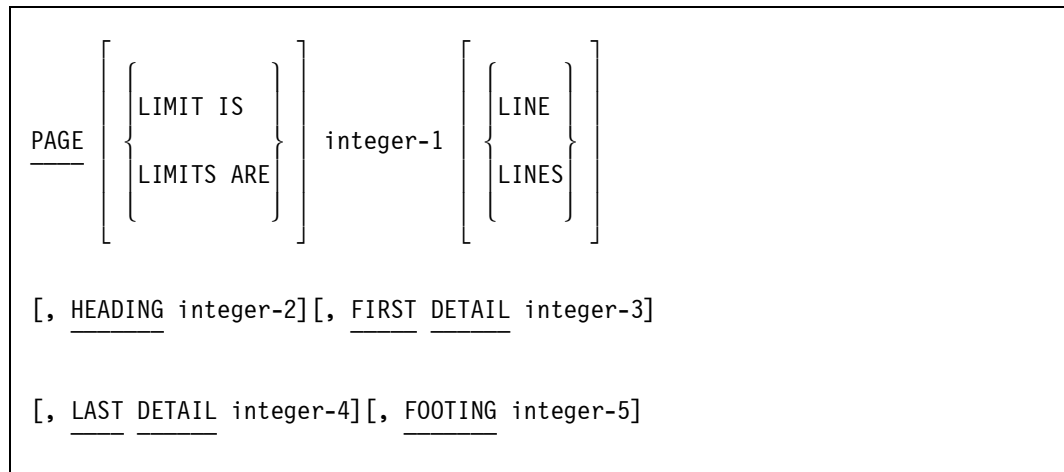 LIMIT IS LINE
PAGE integer-1
LIMITS ARE LINES
[, HEADING integer-2][, FIRST DETAIL integer-3]
[, LAST DETAIL integer-4][, FOOTING integer-5]